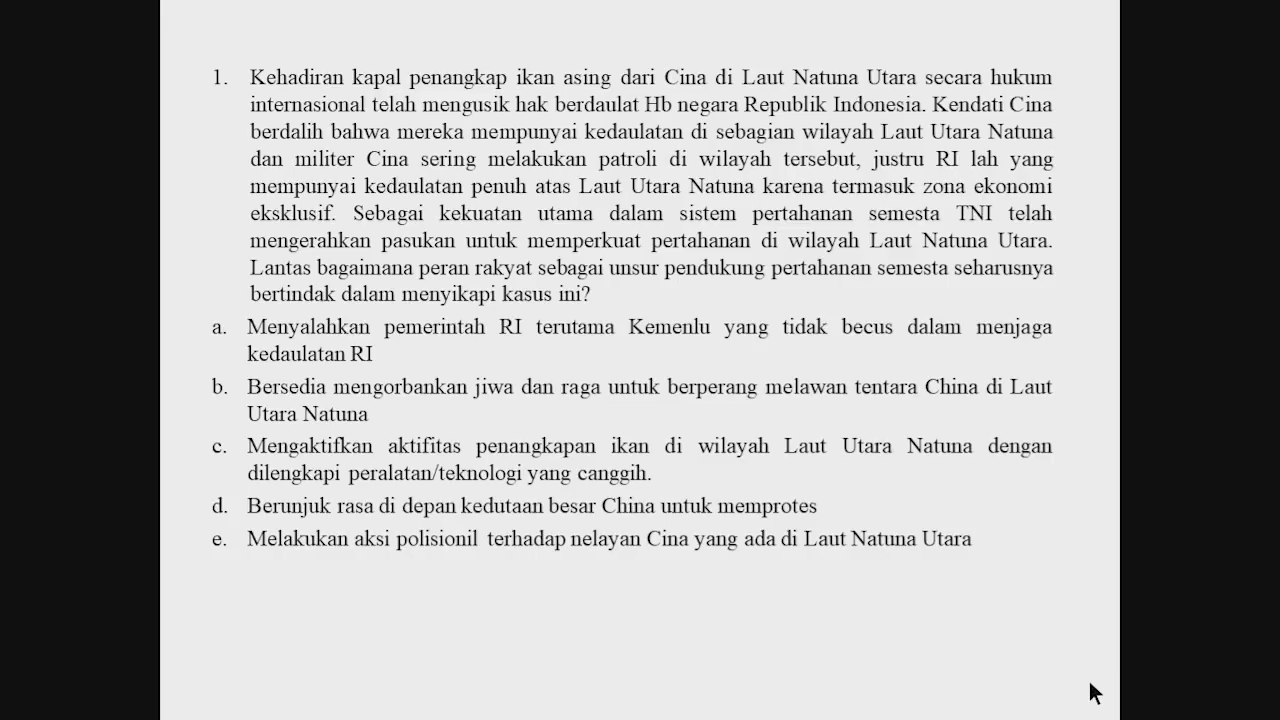 1. Kehadiran kapal penangkap ikan asing dari Cina di Laut Natuna Utara secara hukum
internasional telah mengusik hak berdaulat Hb negara Republik Indonesia. Kendati Cina
berdalih bahwa mereka mempunyai kedaulatan di sebagian wilayah Laut Utara Natuna
dan militer Cina sering melakukan patroli di wilayah tersebut, justru RI lah yang
mempunyai kedaulatan penuh atas Laut Utara Natuna karena termasuk zona ekonomi
eksklusif. Sebagai kekuatan utama dalam sistem pertahanan semesta TNI telah
mengerahkan pasukan untuk memperkuat pertahanan di wilayah Laut Natuna Utara.
Lantas bagaimana peran rakyat sebagai unsur pendukung pertahanan semesta seharusnya
bertindak dalam menyikapi kasus ini?
a. Menyalahkan pemerintah RI terutama Kemenlu yang tidak becus dalam menjaga
kedaulatan RI
b. Bersedia mengorbankan jiwa dan raga untuk berperang melawan tentara China di Laut
Utara Natuna
c. Mengaktifkan aktifitas penangkapan ikan di wilayah Laut Utara Natuna dengan
dilengkapi peralatan/teknologi yang canggih.
d. Berunjuk rasa di depan kedutaan besar China untuk memprotes
e. Melakukan aksi polisionil terhadap nelayan Cina yang ada di Laut Natuna Utara